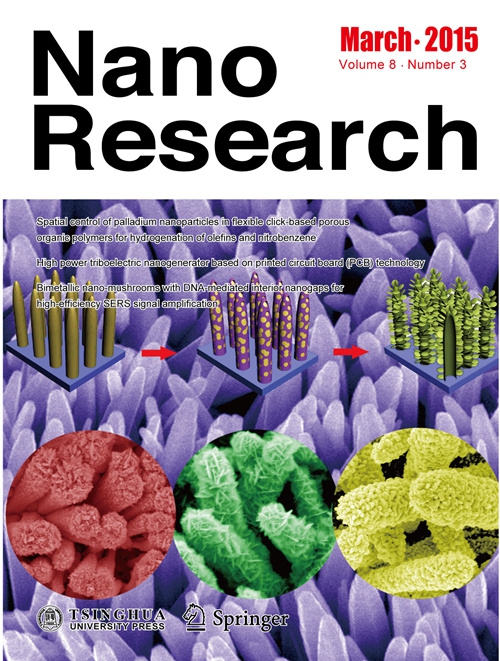 Nano
Research
March · 2015
Volume 8 · Number 3
Spatial control of palladium nanoparticles in flexible click-based porous
organic polymers for hydrogenation of olefins and nitrobenzene
High power triboelectric nanogenerator based on printed circuit board (PCB) technology
Bimetallic nano-mushrooms with DNA-mediated interior nanogaps for
high-efficiency SERS signal amplification
TSINGHUA
UNIVERSITY PRESS
Springer